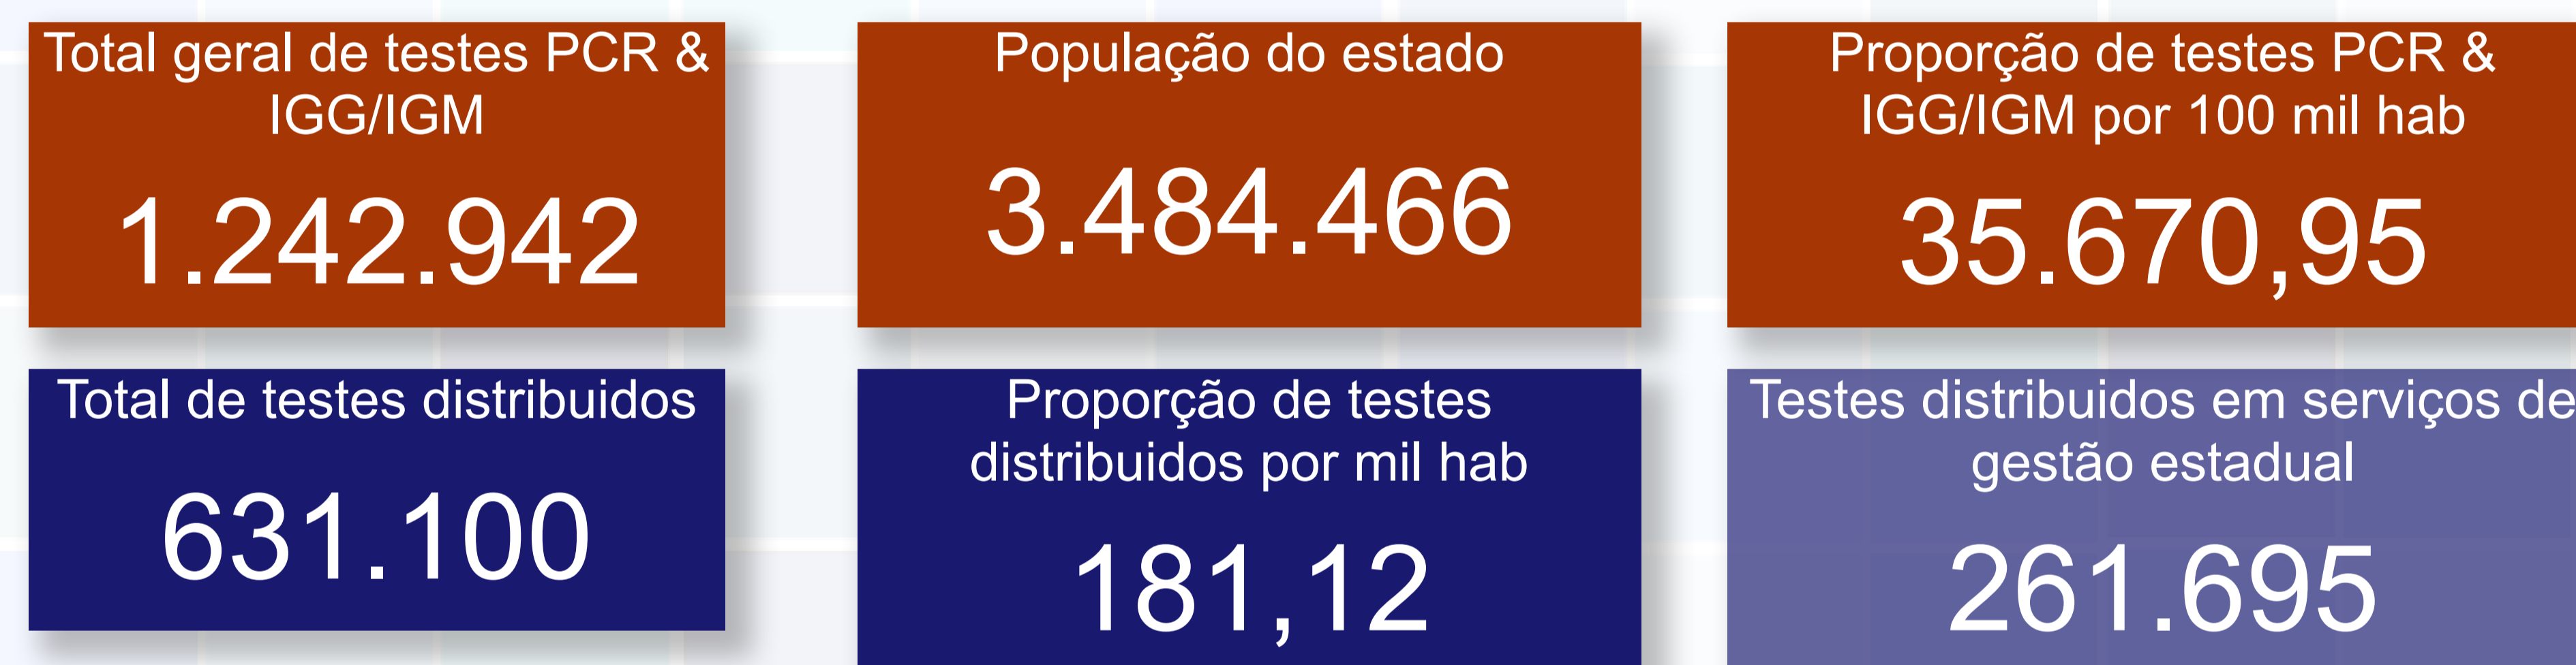 Total geral de testes PCR &
IGG/IGM
1.242.942
População do estado
3.484.466
Proporção de testes PCR &
IGG/IGM por 100 mil hab
35.670,95
Total de testes distribuidos
631.100
Proporção de testes
distribuidos por mil hab
181,12
Testes distribuidos em serviços de
gestão estadual
261.695